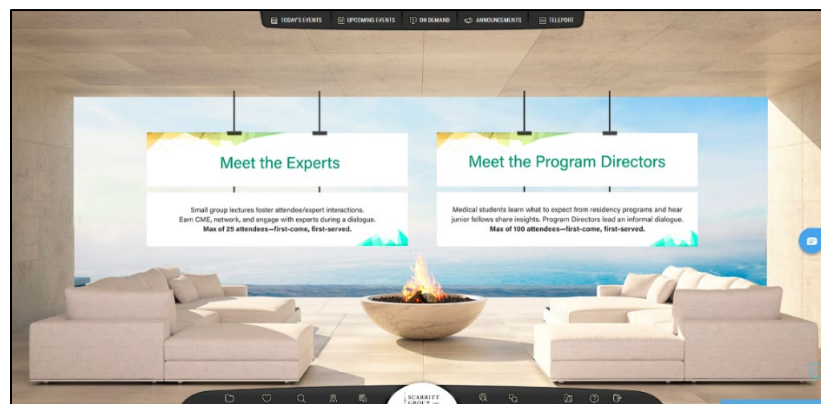 TODAY'S EVENTS
UPCOMING EVENTS
ON DEMAND
ANNOUNCEMENTS
TELEPORT
Meet the Experts
Small group lectures foster attendee/expert interactions.
Earn CME, network, and engage with experts during a dialogue.
Max of 25 attendees—first-come, first-served.
Meet the Program Directors
Medical students learn what to expect from residency programs and hear
junior fellows share insights. Program Directors lead an informal dialogue.
Max of 100 attendees—first-come, first-served.
SCARRITT
GROUP